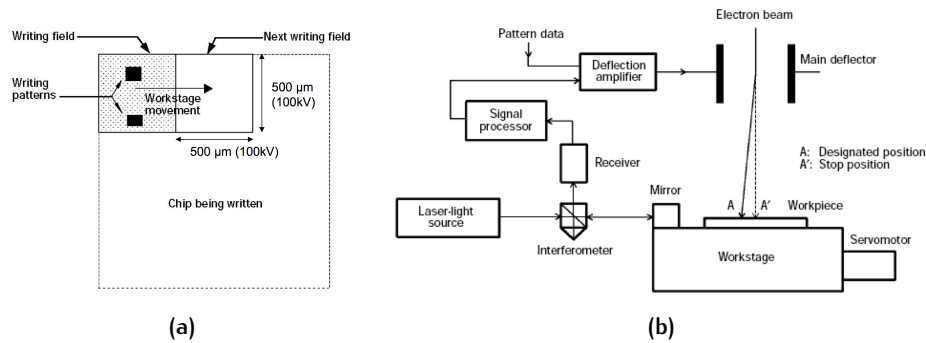 Writing field
Next writing field
Writing
patterns
Workstage
movement
500 µm
(100kV)
500 µm (100kV)
Chip being written
(a)
Electron beam
Pattern data
Deflection
amplifier
Main deflector
Signal
processor
Receiver
A: Designated position
A′: Stop position
Mirror
A
A′
Workpiece
Laser-light
source
Interferometer
Workstage
Servomotor
(b)